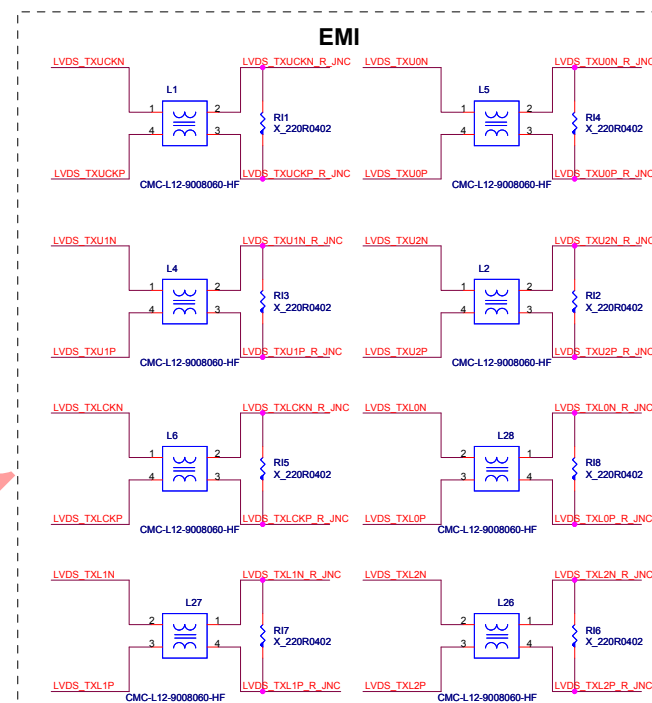 EMI
LVDS_TXUCKN LVDS_TXUCKN_R_JNC LVDS_TXU0N LVDS_TXU0N_R_JNC
L1 L5
1 2 1 2
RI1 RI4
X_220R0402 X_220R0402
4 3 4 3
LVDS_TXUCKP LVDS_TXUCKP_R_JNC LVDS_TXU0P LVDS_TXU0P_R_JNC
CMC-L12-9008060-HF CMC-L12-9008060-HF
LVDS_TXU1N LVDS_TXU1N_R_JNC LVDS_TXU2N LVDS_TXU2N_R_JNC
L4 L2
1 2 1 2
RI3 RI2
X_220R0402 X_220R0402
4 3 4 3
LVDS_TXU1P LVDS_TXU1P_R_JNC LVDS_TXU2P LVDS_TXU2P_R_JNC
CMC-L12-9008060-HF CMC-L12-9008060-HF
LVDS_TXLCKN LVDS_TXLCKN_R_JNC LVDS_TXL0N LVDS_TXL0N_R_JNC
L6 L28
1 2 2 1
RI5 RI8
X_220R0402 X_220R0402
4 3 3 4
LVDS_TXLCKP LVDS_TXLCKP_R_JNC LVDS_TXL0P LVDS_TXL0P_R_JNC
CMC-L12-9008060-HF CMC-L12-9008060-HF
LVDS_TXL1N LVDS_TXL1N_R_JNC LVDS_TXL2N LVDS_TXL2N_R_JNC
L27 L26
2 1 2 1
RI7 RI6
X_220R0402 X_220R0402
3 4 3 4
LVDS_TXL1P LVDS_TXL1P_R_JNC LVDS_TXL2P LVDS_TXL2P_R_JNC
CMC-L12-9008060-HF CMC-L12-9008060-HF